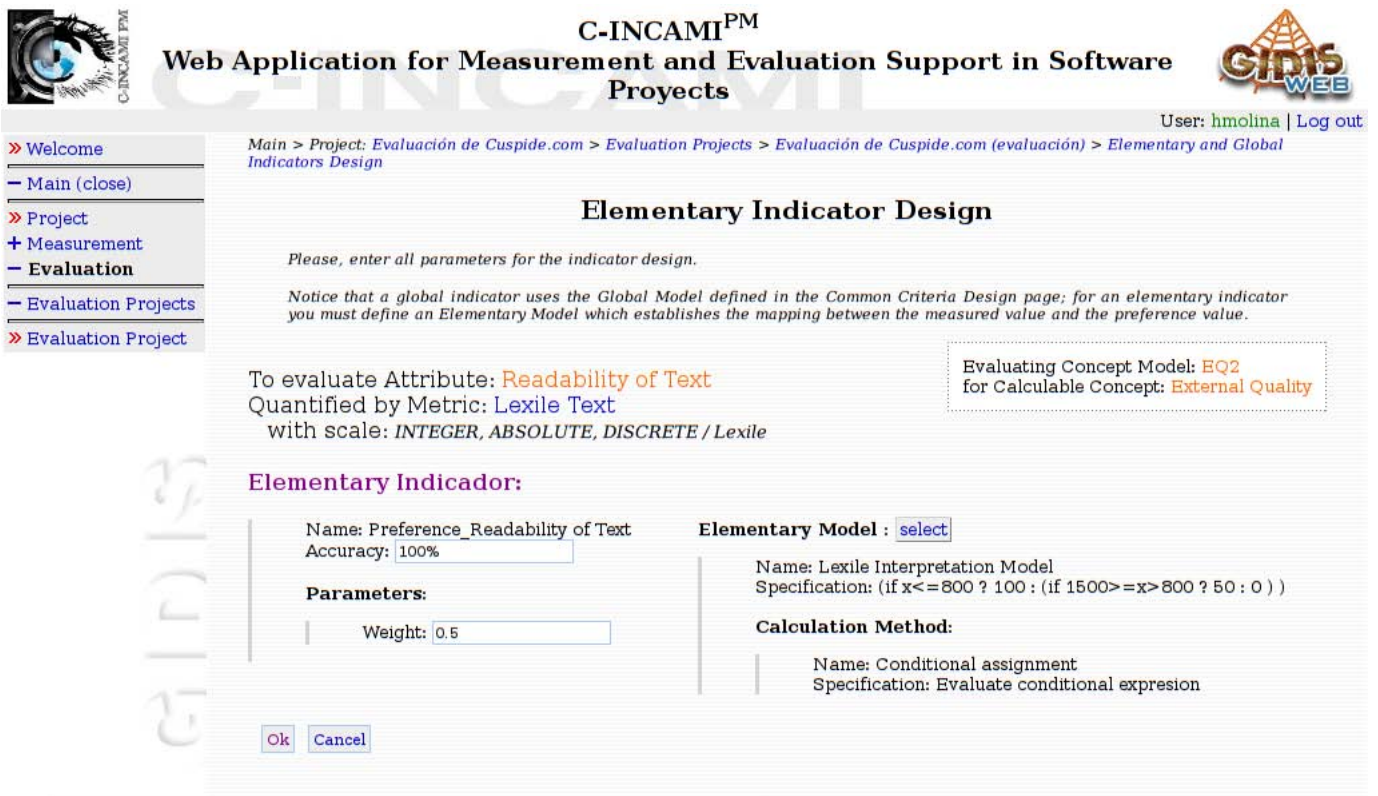 C-INCAMI PM
C-INCAMI^PM
Web Application for Measurement and Evaluation Support in Software
Proyects
C-INCAMI
GIDIS
WEB
User: hmolina | Log out
» Welcome
− Main (close)
» Project
+ Measurement
− Evaluation
− Evaluation Projects
» Evaluation Project
Main > Project: Evaluación de Cuspide.com > Evaluation Projects > Evaluación de Cuspide.com (evaluación) > Elementary and Global
Indicators Design
Elementary Indicator Design
Please, enter all parameters for the indicator design.
Notice that a global indicator uses the Global Model defined in the Common Criteria Design page; for an elementary indicator
you must define an Elementary Model which establishes the mapping between the measured value and the preference value.
Evaluating Concept Model: EQ2
for Calculable Concept: External Quality
To evaluate Attribute: Readability of Text
Quantified by Metric: Lexile Text
with scale: INTEGER, ABSOLUTE, DISCRETE / Lexile
Elementary Indicador:
Name: Preference_Readability of Text
Accuracy: 100%
Parameters:
Weight: 0.5
Elementary Model : select
Name: Lexile Interpretation Model
Specification: (if x<=800 ? 100 : (if 1500>=x>800 ? 50 : 0 ) )
Calculation Method:
Name: Conditional assignment
Specification: Evaluate conditional expresion
Ok Cancel
GIDIS